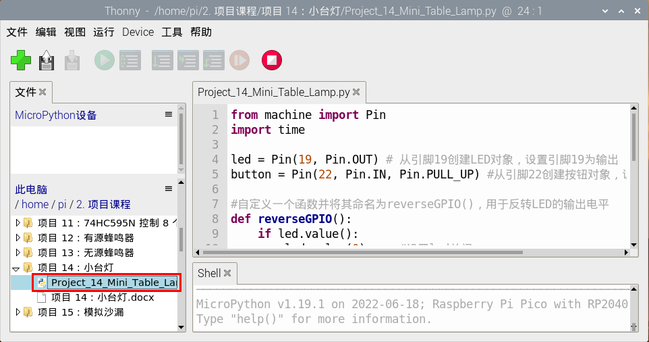 Thonny - /home/pi/2. 项目课程/项目 14：小台灯/Project_14_Mini_Table_Lamp.py @ 24 : 1
文件 编辑 视图 运行 Device 工具 帮助
文件
MicroPython设备
此电脑
/ home / pi / 2. 项目课程
项目 11：74HC595N 控制 8 个
项目 12：有源蜂鸣器
项目 13：无源蜂鸣器
项目 14：小台灯
Project_14_Mini_Table_Lar
项目 14：小台灯.docx
项目 15：模拟沙漏
Project_14_Mini_Table_Lamp.py
1 from machine import Pin
2 import time
3
4 led = Pin(19, Pin.OUT) # 从引脚19创建LED对象，设置引脚19为输出
5 button = Pin(22, Pin.IN, Pin.PULL_UP) #从引脚22创建按钮对象，
6
7 #自定义一个函数并将其命名为reverseGPIO()，用于反转LED的输出电平
8 def reverseGPIO():
9 if led.value():
Shell
MicroPython v1.19.1 on 2022-06-18; Raspberry Pi Pico with RP2040
Type "help()" for more information.